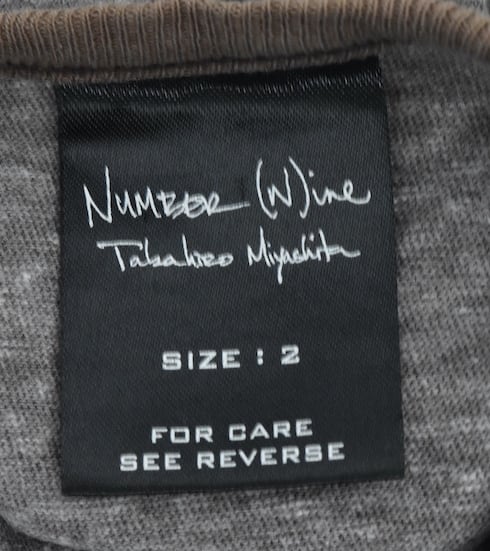 NUMBER (N)ine
Takahiro Miyashita
SIZE : 2
FOR CARE
SEE REVERSE